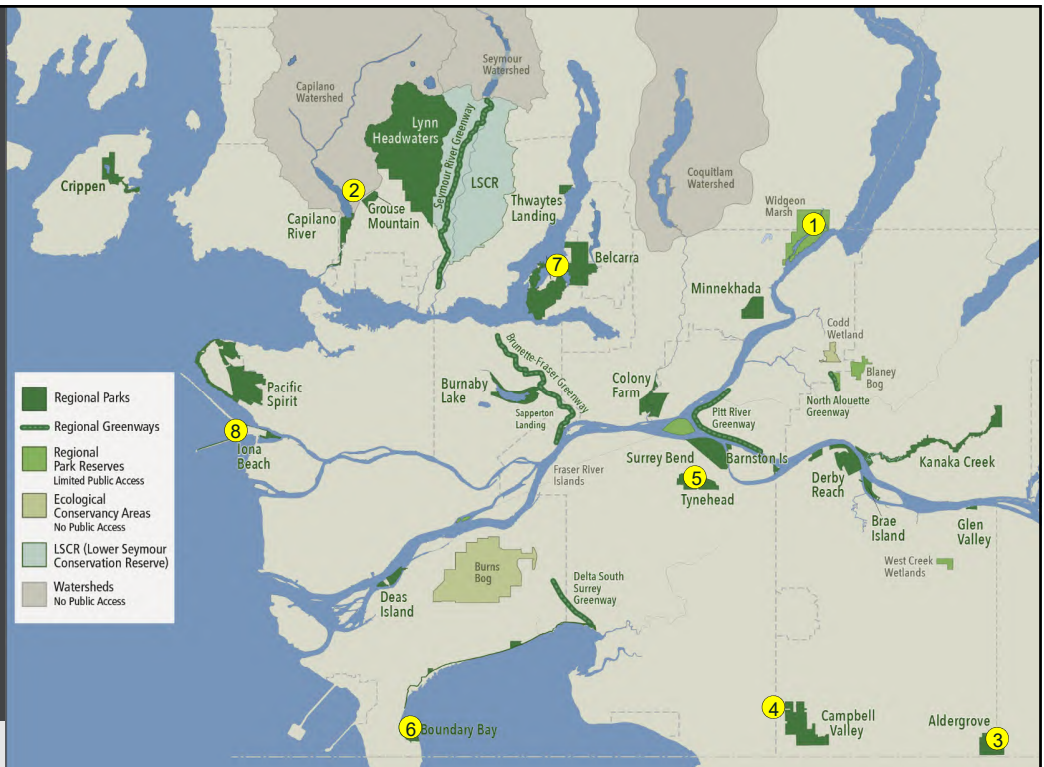 Seymour
Watershed
Capilano
Watershed
Lynn
Headwaters
Seymour River Greenway
LSCR
Coquitlam
Watershed
Crippen
2
Grouse
Mountain
Capilano
River
Thwaytes
Landing
Widgeon
Marsh
1
7
Belcarra
Minnekhada
Codd
Wetland
Blaney
Bog
North Alouette
Greenway
Brunette-Fraser Greenway
Burnaby
Lake
Sapperton
Landing
Colony
Farm
Pitt River
Greenway
Pacific
Spirit
8
Iona
Beach
Fraser River
Islands
Surrey Bend
Barnston Is
5
Tynehead
Derby
Reach
Kanaka Creek
Brae
Island
Glen
Valley
West Creek
Wetlands
Burns
Bog
Deas
Island
Delta South
Surrey
Greenway
6
Boundary Bay
4
Campbell
Valley
Aldergrove
3
Regional Parks
Regional Greenways
Regional
Park Reserves
Limited Public Access
Ecological
Conservancy Areas
No Public Access
LSCR (Lower Seymour
Conservation Reserve)
Watersheds
No Public Access